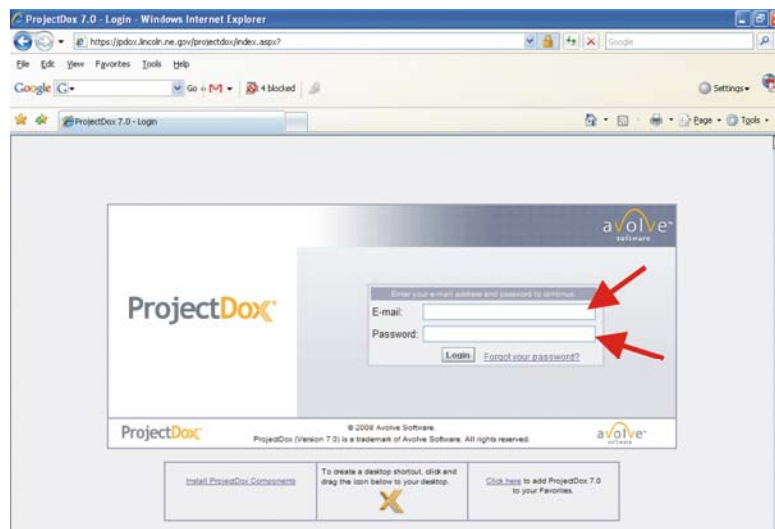 ProjectDox 7.0 - Login - Windows Internet Explorer
https://pdox.lincoln.ne.gov/projectdox/index.aspx?
Google
File Edit View Favorites Tools Help
Google G Go M 4 blocked Settings
ProjectDox 7.0 - Login Page Tools
avolve
software
Enter your e-mail address and password to continue.
ProjectDox
E-mail:
Password:
Login Forgot your password?
ProjectDox
© 2008 Avolve Software.
ProjectDox (Version 7.0) is a trademark of Avolve Software. All rights reserved.
avolve
software
Install ProjectDox Components
To create a desktop shortcut, click and
drag the icon below to your desktop.
X
Click here to add ProjectDox 7.0
to your Favorites.